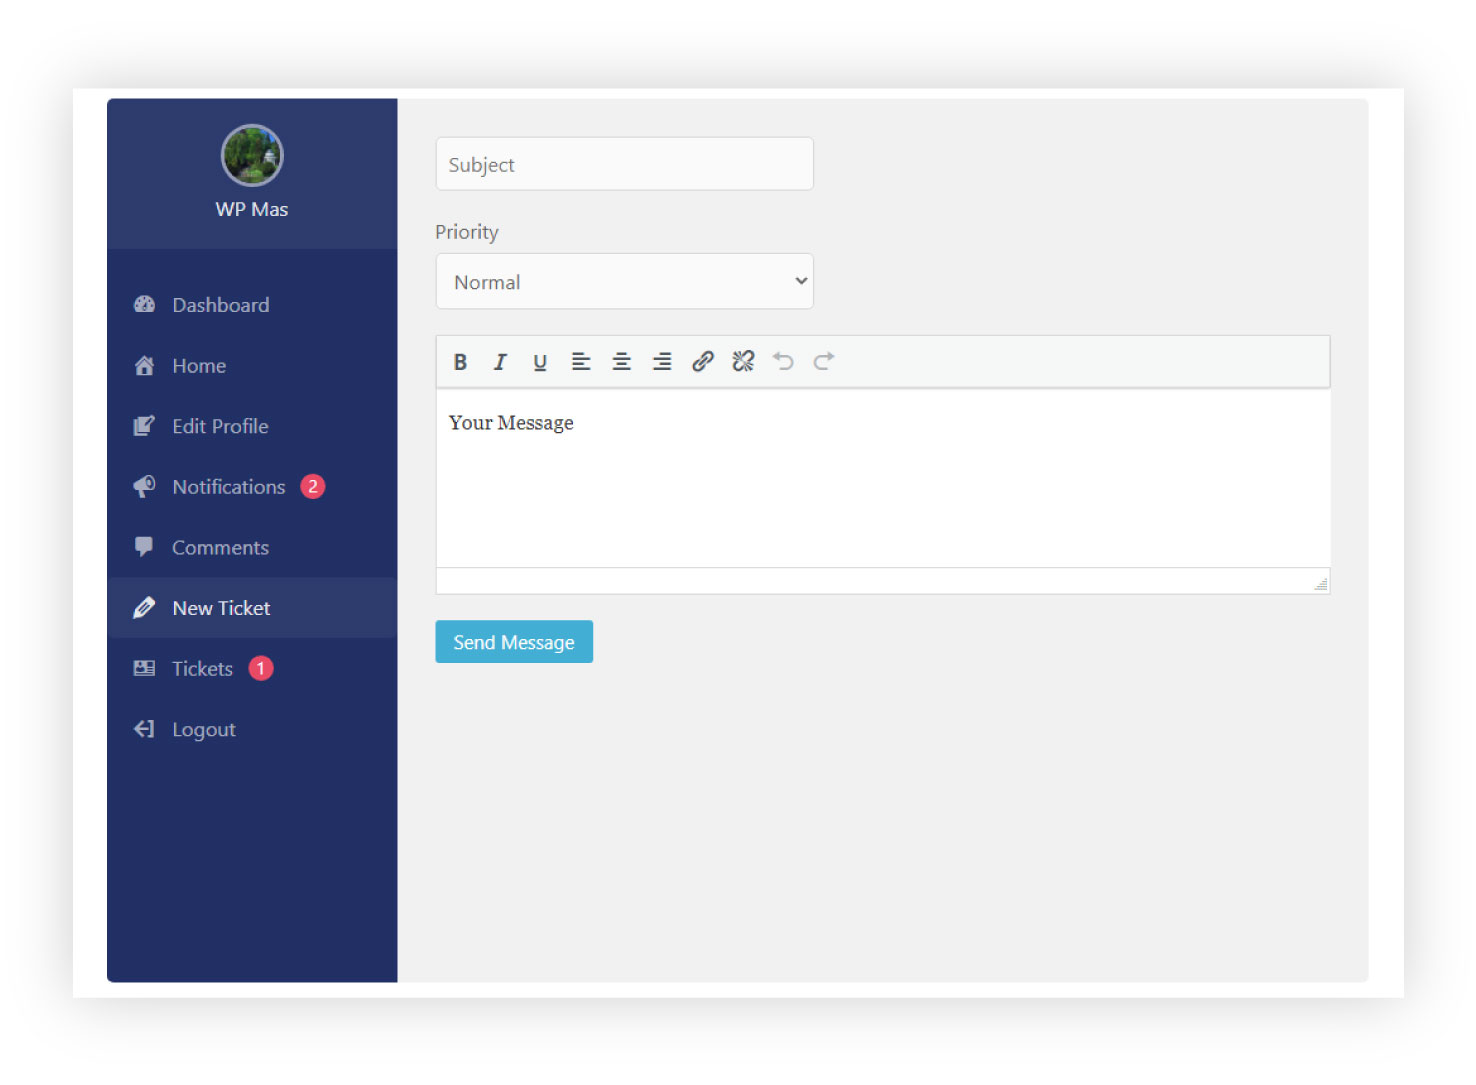 WP Mas
Dashboard
Home
Edit Profile
Notifications 2
Comments
New Ticket
Tickets 1
Logout
Subject
Priority
Normal
B I U
Your Message
Send Message